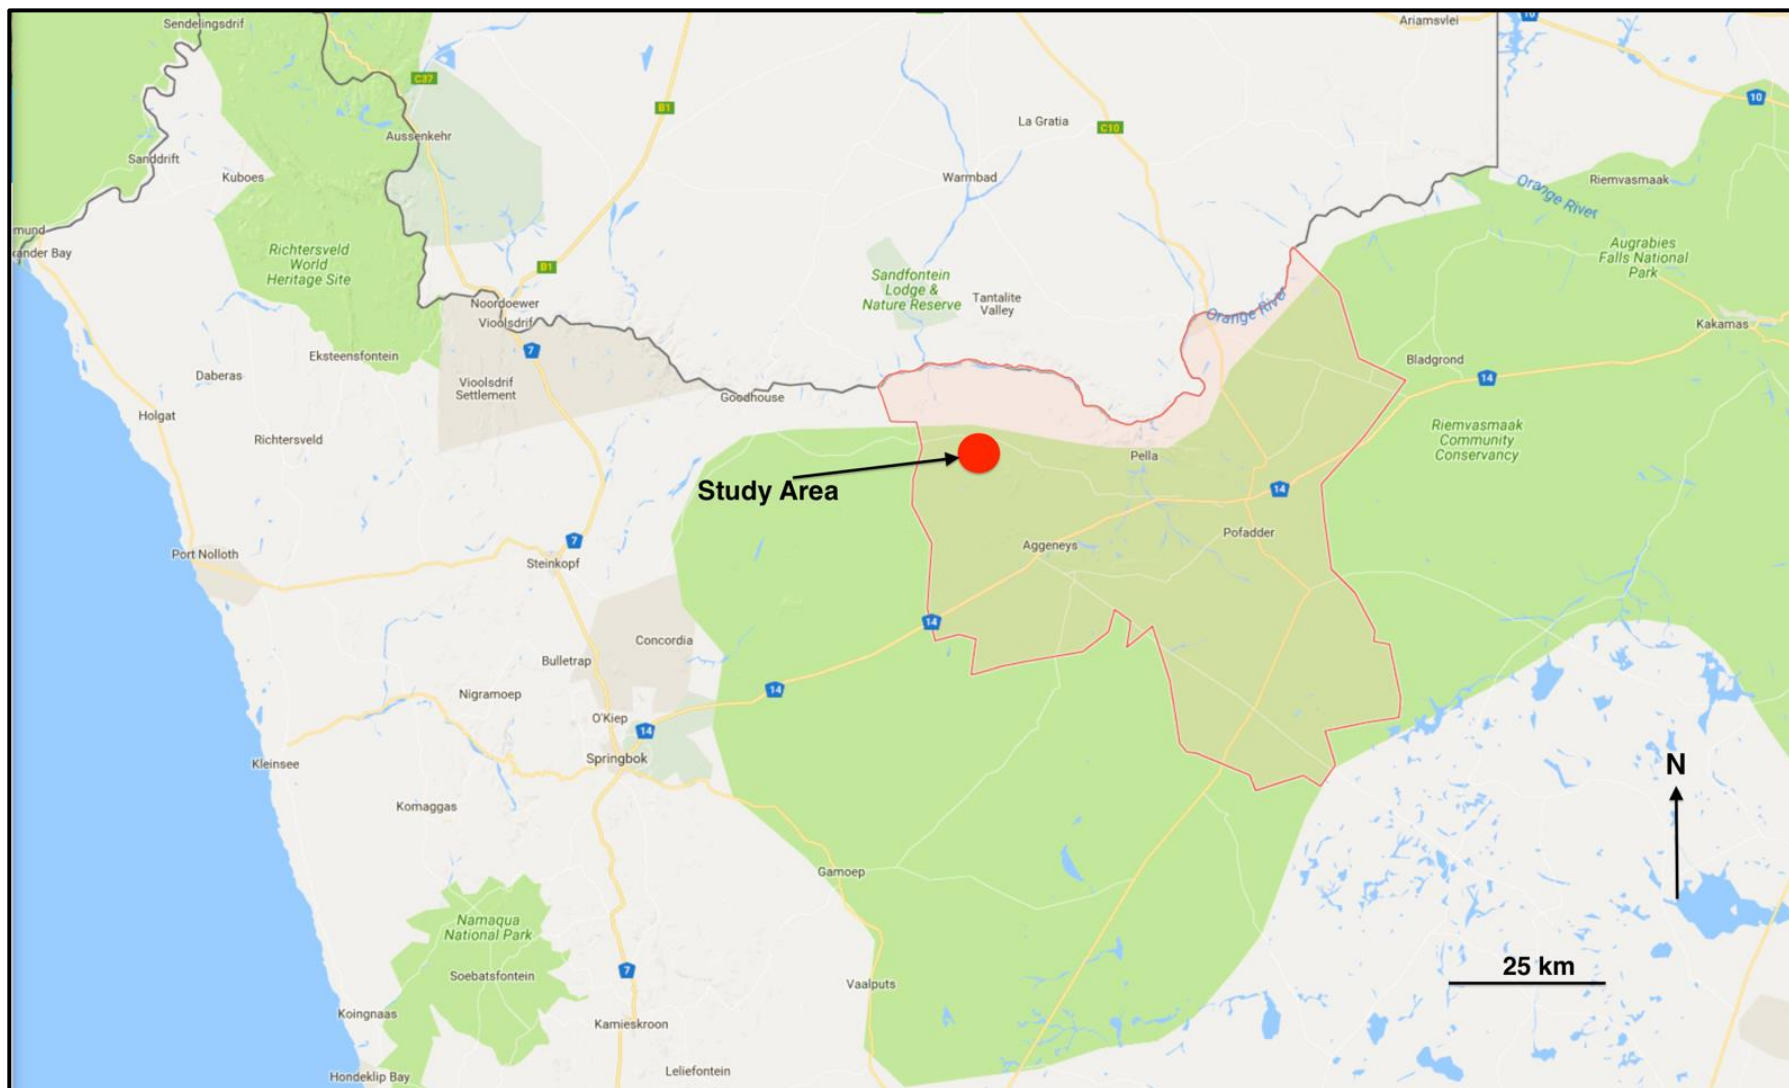 Sendelingsdrif
Ariamsvlei
10
C37
10
B1
La Gratia
C10
Aussenkehr
Sanddrift
Kuboes
Warmbad
Riemvasmaak
Orange River
mund
xander Bay
Richtersveld
World
Heritage Site
B1
Augrabies
Falls National
Park
Sandfontein
Lodge &
Nature Reserve
Tantalite
Valley
Noordoewer
Vioolsdrif
Orange River
Kakamas
7
Eksteensfontein
Bladgrond
Daberas
Vioolsdrif
Settlement
14
Goodhouse
Holgat
Richtersveld
Riemvasmaak
Community
Conservancy
Pella
Study Area
14
7
Pofadder
Port Nolloth
Aggeneys
Steinkopf
14
Concordia
Bulletrap
Nigramoep
14
O'Kiep
14
Springbok
Kleinsee
N
Komaggas
Gamoep
Namaqua
National Park
Soebatsfontein
7
25 km
Vaalputs
Koingnaas
Kamieskroon
Leliefontein
Hondeklip Bay